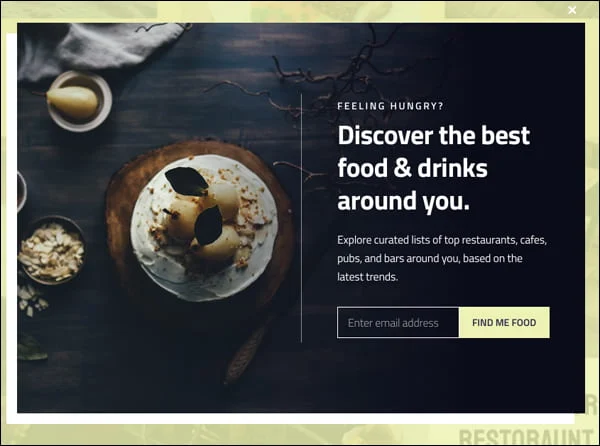 FEELING HUNGRY?
Discover the best
food & drinks
around you.
Explore curated lists of top restaurants, cafes,
pubs, and bars around you, based on the
latest trends.
Enter email address
FIND ME FOOD
RESTORAUNT